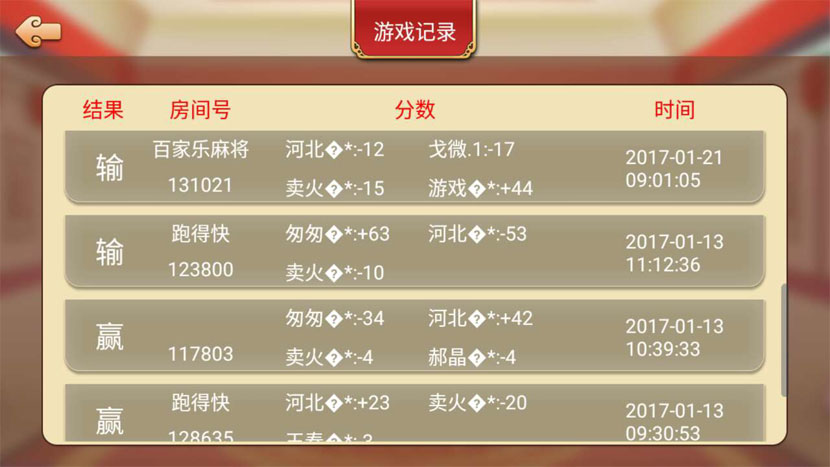 游戏记录
结果 房间号 分数 时间
输 百家乐麻将 131021 河北�*:-12 戈微.1:-17 卖火�*:-15 游戏�*:+44 2017-01-21 09:01:05
输 跑得快 123800 匆匆�*:+63 河北�*:-53 卖火�*:-10 2017-01-13 11:12:36
赢 117803 匆匆�*:-34 河北�*:+42 卖火�*:-4 郝晶�*:-4 2017-01-13 10:39:33
赢 跑得快 128635 河北�*:+23 卖火�*:-20 2017-01-13 09:30:53